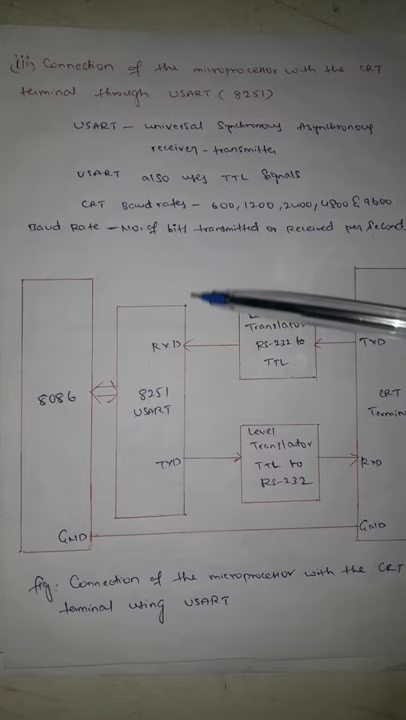 (iii) Connection of the microprocessor with the CRT
terminal through USART (8251)
USART - Universal Synchronous Asynchronous
receiver - transmitter
USART also uses TTL Signals
CRT Baud rates - 600, 1200, 2400, 4800 & 9600
Baud Rate - No. of bits transmitted or received per second
8086
GND
8251
USART
RXD
TXD
Level
Translator
RS-232 to
TTL
Level
Translator
TTL to
RS-232
TXD
CRT
RXD
GND
fig: Connection of the microprocessor with the CRT
terminal using USART